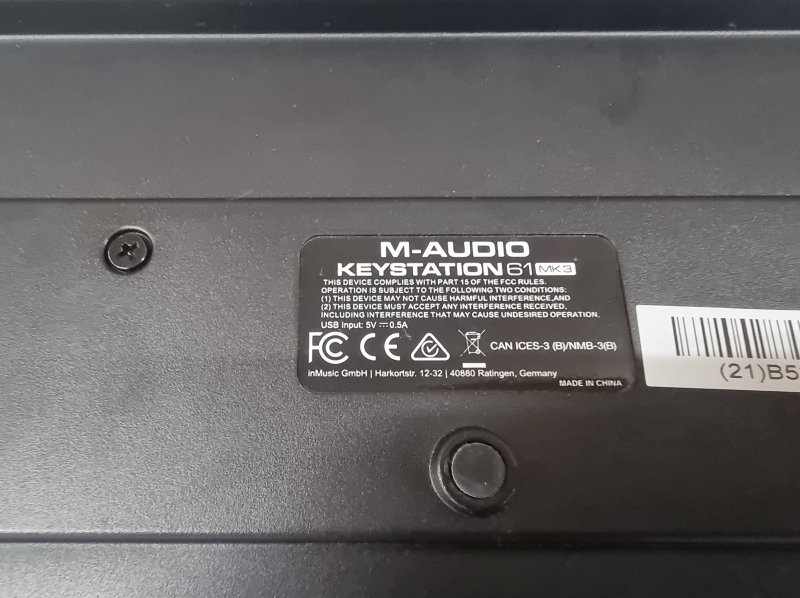 M-AUDIO
KEYSTATION 61 MK3
THIS DEVICE COMPLIES WITH PART 15 OF THE FCC RULES.
OPERATION IS SUBJECT TO THE FOLLOWING TWO CONDITIONS:
(1) THIS DEVICE MAY NOT CAUSE HARMFUL INTERFERENCE,AND
(2) THIS DEVICE MUST ACCEPT ANY INTERFERENCE RECEIVED,
INCLUDING INTERFERENCE THAT MAY CAUSE UNDESIRED OPERATION.
USB Input: 5V ⎓ 0.5A
FC CE CAN ICES-3 (B)/NMB-3(B)
inMusic GmbH | Harkortstr. 12-32 | 40880 Ratingen, Germany
MADE IN CHINA
(21)B5